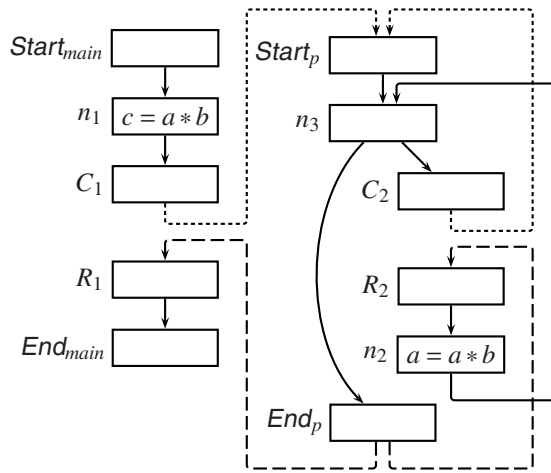 Start_main
Start_p
n_1
c = a * b
n_3
C_1
C_2
R_1
R_2
End_main
n_2
a = a * b
End_p